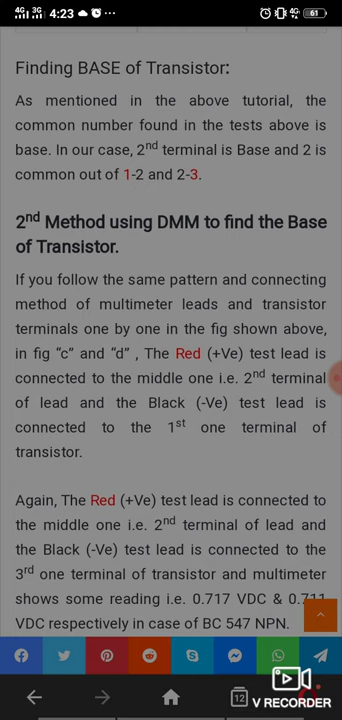 4G 3G 4:23 4G 61
Finding BASE of Transistor:
As mentioned in the above tutorial, the
common number found in the tests above is
base. In our case, 2nd terminal is Base and 2 is
common out of 1-2 and 2-3.
2nd Method using DMM to find the Base
of Transistor.
If you follow the same pattern and connecting
method of multimeter leads and transistor
terminals one by one in the fig shown above,
in fig “c” and “d” , The Red (+Ve) test lead is
connected to the middle one i.e. 2nd terminal
of lead and the Black (-Ve) test lead is
connected to the 1st one terminal of
transistor.
Again, The Red (+Ve) test lead is connected to
the middle one i.e. 2nd terminal of lead and
the Black (-Ve) test lead is connected to the
3rd one terminal of transistor and multimeter
shows some reading i.e. 0.717 VDC & 0.711
VDC respectively in case of BC 547 NPN.
12
V RECORDER